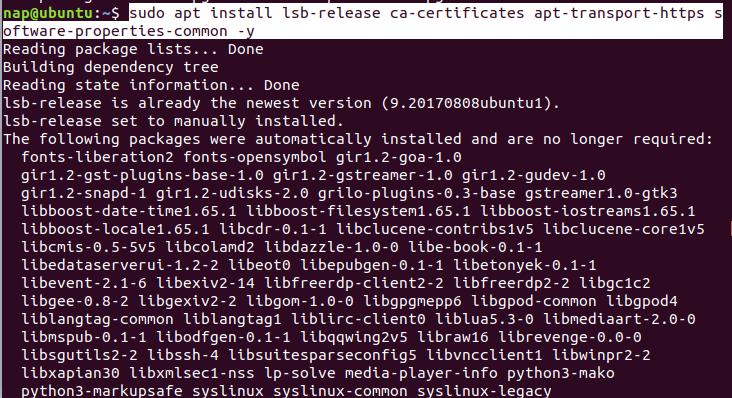 nap@ubuntu:~$ sudo apt install lsb-release ca-certificates apt-transport-https s
oftware-properties-common -y
Reading package lists... Done
Building dependency tree
Reading state information... Done
lsb-release is already the newest version (9.20170808ubuntu1).
lsb-release set to manually installed.
The following packages were automatically installed and are no longer required:
  fonts-liberation2 fonts-opensymbol gir1.2-goa-1.0
  gir1.2-gst-plugins-base-1.0 gir1.2-gstreamer-1.0 gir1.2-gudev-1.0
  gir1.2-snapd-1 gir1.2-udisks-2.0 grilo-plugins-0.3-base gstreamer1.0-gtk3
  libboost-date-time1.65.1 libboost-filesystem1.65.1 libboost-iostreams1.65.1
  libboost-locale1.65.1 libcdr-0.1-1 libclucene-contribs1v5 libclucene-core1v5
  libcmis-0.5-5v5 libcolamd2 libdazzle-1.0-0 libe-book-0.1-1
  libedataserverui-1.2-2 libeot0 libepubgen-0.1-1 libetonyek-0.1-1
  libevent-2.1-6 libexiv2-14 libfreerdp-client2-2 libfreerdp2-2 libgc1c2
  libgee-0.8-2 libgexiv2-2 libgom-1.0-0 libgpgmepp6 libgpod-common libgpod4
  liblangtag-common liblangtag1 liblirc-client0 liblua5.3-0 libmediaart-2.0-0
  libmspub-0.1-1 libodfgen-0.1-1 libqqwing2v5 libraw16 librevenge-0.0-0
  libsgutils2-2 libssh-4 libsuitesparseconfig5 libvncclient1 libwinpr2-2
  libxapian30 libxmlsec1-nss lp-solve media-player-info python3-mako
  python3-markupsafe syslinux syslinux-common syslinux-legacy